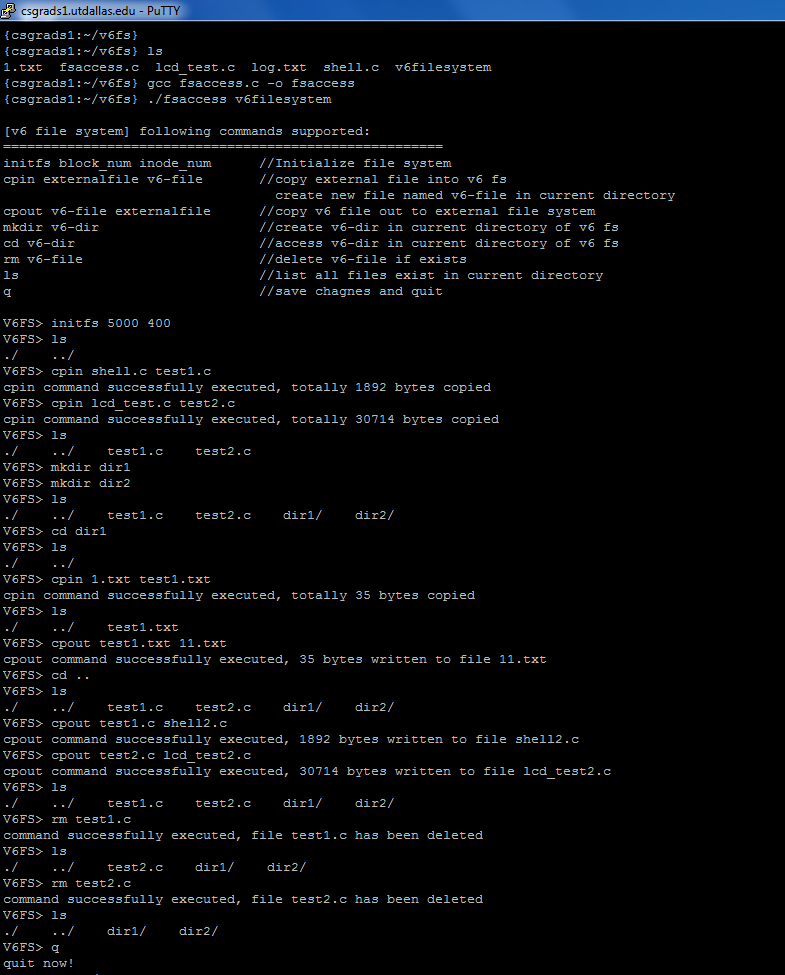 csgrads1.utdallas.edu - PuTTY
{csgrads1:~/v6fs}
{csgrads1:~/v6fs} ls
1.txt  fsaccess.c  lcd_test.c  log.txt  shell.c  v6filesystem
{csgrads1:~/v6fs} gcc fsaccess.c -o fsaccess
{csgrads1:~/v6fs} ./fsaccess v6filesystem
[v6 file system] following commands supported:
=======================================================
initfs block_num inode_num      //Initialize file system
cpin externalfile v6-file       //copy external file into v6 fs
                                  create new file named v6-file in current directory
cpout v6-file externalfile      //copy v6 file out to external file system
mkdir v6-dir                    //create v6-dir in current directory of v6 fs
cd v6-dir                       //access v6-dir in current directory of v6 fs
rm v6-file                      //delete v6-file if exists
ls                              //list all files exist in current directory
q                               //save chagnes and quit
V6FS> initfs 5000 400
V6FS> ls
./    ../
V6FS> cpin shell.c test1.c
cpin command successfully executed, totally 1892 bytes copied
V6FS> cpin lcd_test.c test2.c
cpin command successfully executed, totally 30714 bytes copied
V6FS> ls
./    ../    test1.c    test2.c
V6FS> mkdir dir1
V6FS> mkdir dir2
V6FS> ls
./    ../    test1.c    test2.c    dir1/    dir2/
V6FS> cd dir1
V6FS> ls
./    ../
V6FS> cpin 1.txt test1.txt
cpin command successfully executed, totally 35 bytes copied
V6FS> ls
./    ../    test1.txt
V6FS> cpout test1.txt 11.txt
cpout command successfully executed, 35 bytes written to file 11.txt
V6FS> cd ..
V6FS> ls
./    ../    test1.c    test2.c    dir1/    dir2/
V6FS> cpout test1.c shell2.c
cpout command successfully executed, 1892 bytes written to file shell2.c
V6FS> cpout test2.c lcd_test2.c
cpout command successfully executed, 30714 bytes written to file lcd_test2.c
V6FS> ls
./    ../    test1.c    test2.c    dir1/    dir2/
V6FS> rm test1.c
command successfully executed, file test1.c has been deleted
V6FS> ls
./    ../    test2.c    dir1/    dir2/
V6FS> rm test2.c
command successfully executed, file test2.c has been deleted
V6FS> ls
./    ../    dir1/    dir2/
V6FS> q
quit now!